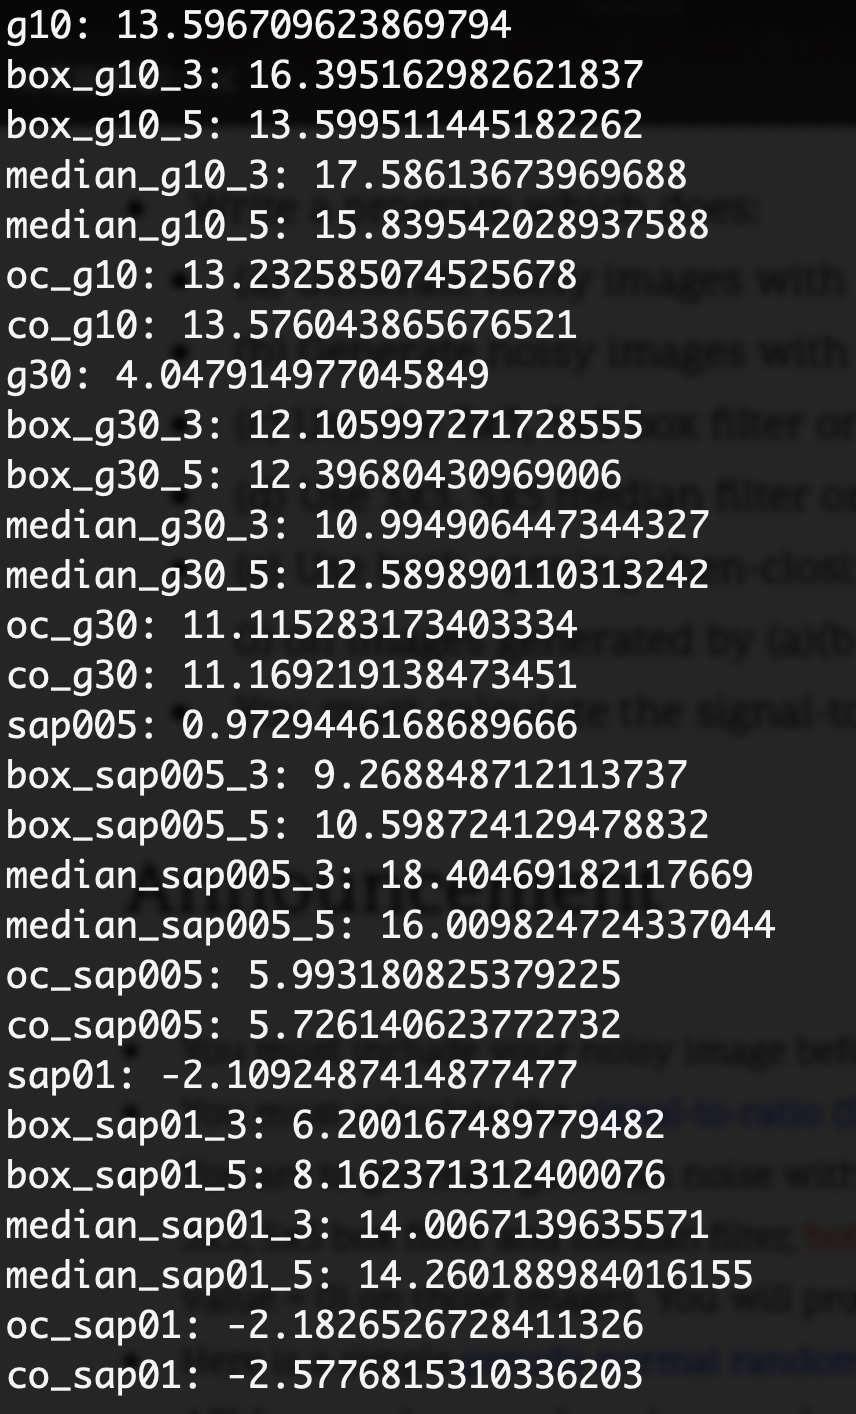 g10: 13.596709623869794
box_g10_3: 16.395162982621837
box_g10_5: 13.599511445182262
median_g10_3: 17.58613673969688
median_g10_5: 15.839542028937588
oc_g10: 13.232585074525678
co_g10: 13.576043865676521
g30: 4.047914977045849
box_g30_3: 12.105997271728555
box_g30_5: 12.39680430969006
median_g30_3: 10.994906447344327
median_g30_5: 12.589890110313242
oc_g30: 11.115283173403334
co_g30: 11.169219138473451
sap005: 0.9729446168689666
box_sap005_3: 9.268848712113737
box_sap005_5: 10.598724129478832
median_sap005_3: 18.40469182117669
median_sap005_5: 16.009824724337044
oc_sap005: 5.993180825379225
co_sap005: 5.726140623772732
sap01: -2.1092487414877477
box_sap01_3: 6.200167489779482
box_sap01_5: 8.162371312400076
median_sap01_3: 14.0067139635571
median_sap01_5: 14.260188984016155
oc_sap01: -2.1826526728411326
co_sap01: -2.5776815310336203